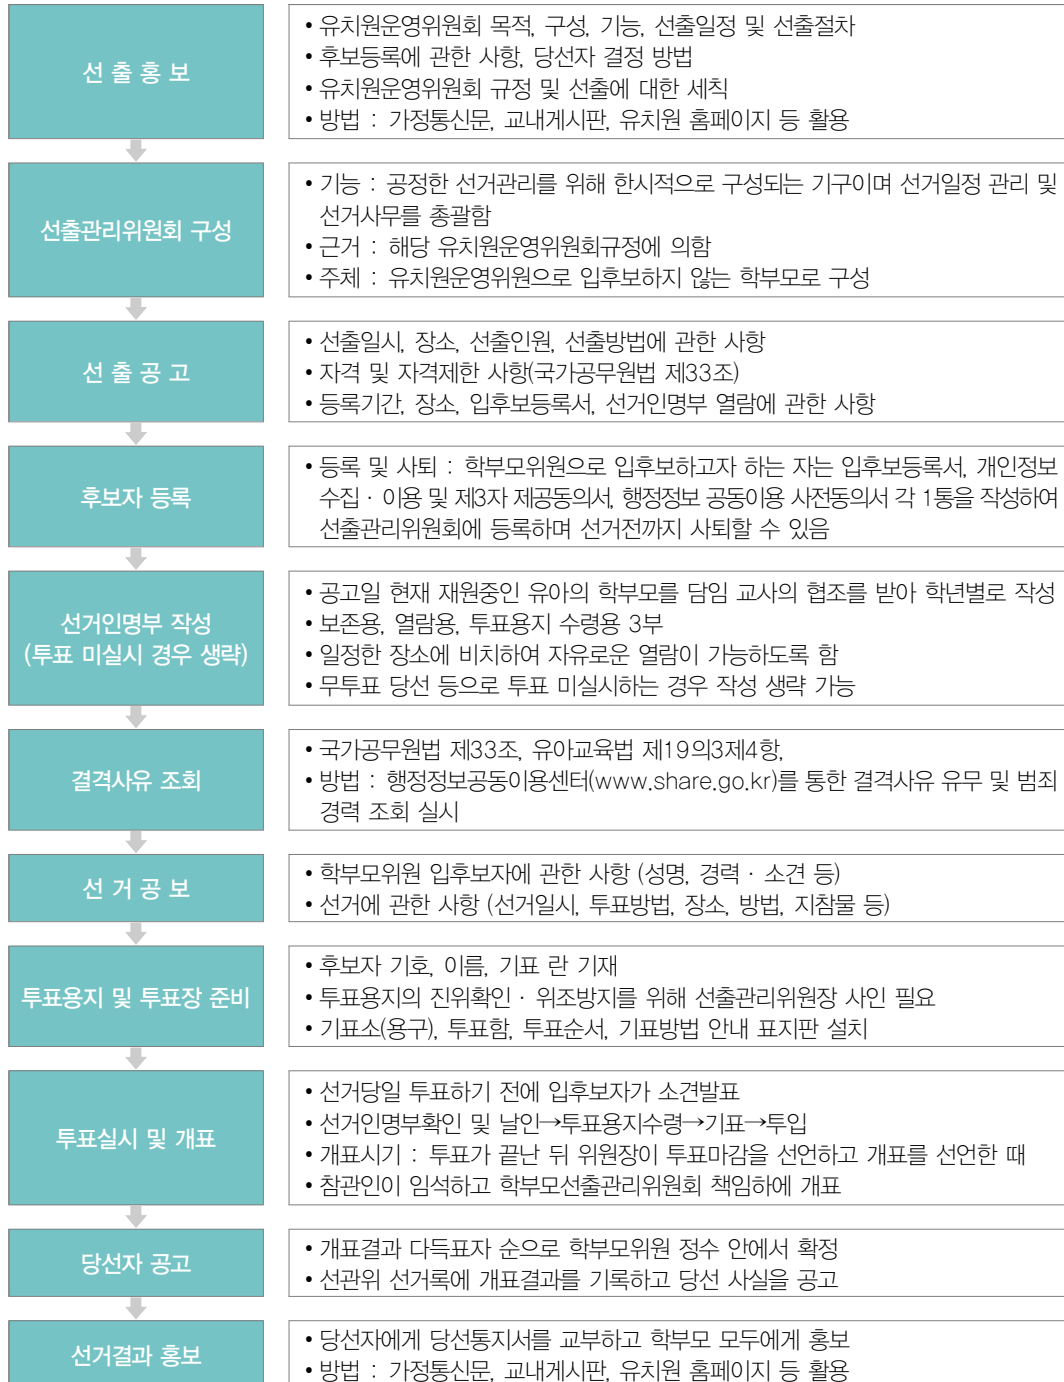 선 출 홍 보
• 유치원운영위원회 목적, 구성, 기능, 선출일정 및 선출절차
• 후보등록에 관한 사항, 당선자 결정 방법
• 유치원운영위원회 규정 및 선출에 대한 세칙
• 방법 : 가정통신문, 교내게시판, 유치원 홈페이지 등 활용
선출관리위원회 구성
• 기능 : 공정한 선거관리를 위해 한시적으로 구성되는 기구이며 선거일정 관리 및
선거사무를 총괄함
• 근거 : 해당 유치원운영위원회규정에 의함
• 주체 : 유치원운영위원으로 입후보하지 않는 학부모로 구성
선 출 공 고
• 선출일시, 장소, 선출인원, 선출방법에 관한 사항
• 자격 및 자격제한 사항(국가공무원법 제33조)
• 등록기간, 장소, 입후보등록서, 선거인명부 열람에 관한 사항
후보자 등록
• 등록 및 사퇴 : 학부모위원으로 입후보하고자 하는 자는 입후보등록서, 개인정보
수집 · 이용 및 제3자 제공동의서, 행정정보 공동이용 사전동의서 각 1통을 작성하여
선출관리위원회에 등록하며 선거전까지 사퇴할 수 있음
선거인명부 작성
(투표 미실시 경우 생략)
• 공고일 현재 재원중인 유아의 학부모를 담임 교사의 협조를 받아 학년별로 작성
• 보존용, 열람용, 투표용지 수령용 3부
• 일정한 장소에 비치하여 자유로운 열람이 가능하도록 함
• 무투표 당선 등으로 투표 미실시하는 경우 작성 생략 가능
결격사유 조회
• 국가공무원법 제33조, 유아교육법 제19의3제4항,
• 방법 : 행정정보공동이용센터(www.share.go.kr)를 통한 결격사유 유무 및 범죄
경력 조회 실시
선 거 공 보
• 학부모위원 입후보자에 관한 사항 (성명, 경력 · 소견 등)
• 선거에 관한 사항 (선거일시, 투표방법, 장소, 방법, 지참물 등)
투표용지 및 투표장 준비
• 후보자 기호, 이름, 기표 란 기재
• 투표용지의 진위확인 · 위조방지를 위해 선출관리위원장 사인 필요
• 기표소(용구), 투표함, 투표순서, 기표방법 안내 표지판 설치
투표실시 및 개표
• 선거당일 투표하기 전에 입후보자가 소견발표
• 선거인명부확인 및 날인→투표용지수령→기표→투입
• 개표시기 : 투표가 끝난 뒤 위원장이 투표마감을 선언하고 개표를 선언한 때
• 참관인이 임석하고 학부모선출관리위원회 책임하에 개표
당선자 공고
• 개표결과 다득표자 순으로 학부모위원 정수 안에서 확정
• 선관위 선거록에 개표결과를 기록하고 당선 사실을 공고
선거결과 홍보
• 당선자에게 당선통지서를 교부하고 학부모 모두에게 홍보
• 방법 : 가정통신문, 교내게시판, 유치원 홈페이지 등 활용